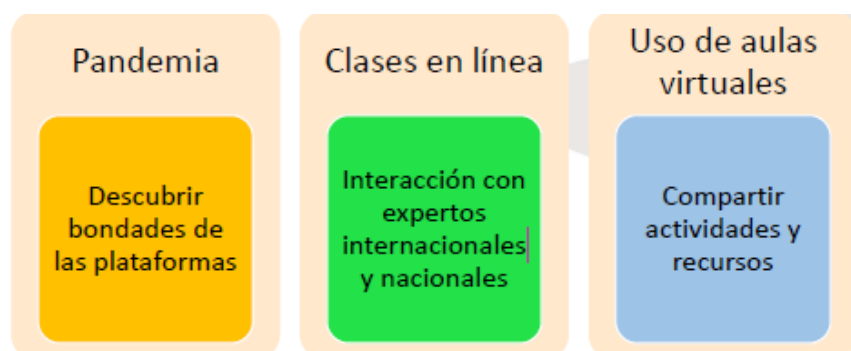 Pandemia
Descubrir
bondades de
las plataformas
Clases en línea
Interacción con
expertos
internacionales
y nacionales
Uso de aulas
virtuales
Compartir
actividades y
recursos